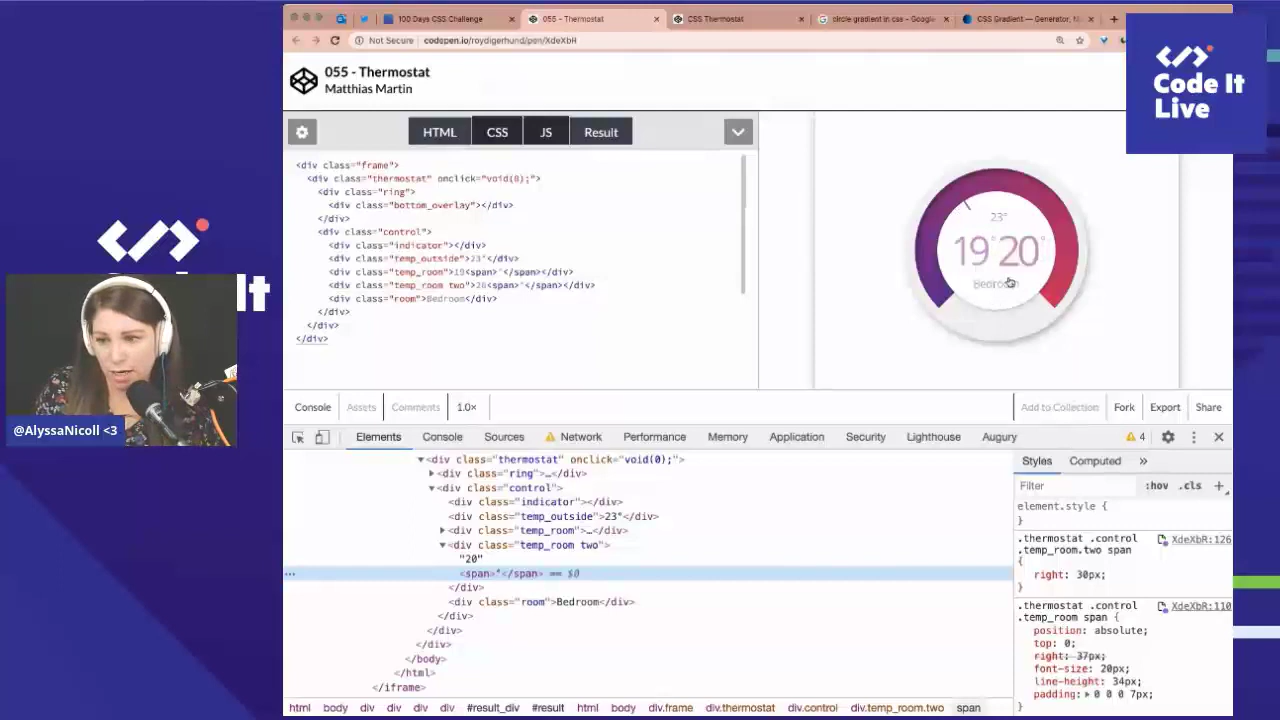 100 Days CSS Challenge
055 - Thermostat
CSS Thermostat
circle gradient in css - Google
CSS Gradient — Generator,
Not Secure
codepen.io/roydigerhund/pen/XdeXbR
Code It
Live
055 - Thermostat
Matthias Martin
HTML
CSS
JS
Result
<div class="frame">
<div class="thermostat" onclick="void(0);">
<div class="ring">
<div class="bottom_overlay"></div>
</div>
<div class="control">
<div class="indicator"></div>
<div class="temp_outside">23°</div>
<div class="temp_room">19<span>°</span></div>
<div class="temp_room two">20<span>°</span></div>
<div class="room">Bedroom</div>
</div>
</div>
</div>
23°
19°20°
Bedroom
It
@AlyssaNicoll <3
Console
Assets
Comments
1.0×
Add to Collection
Fork
Export
Share
Elements
Console
Sources
Network
Performance
Memory
Application
Security
Lighthouse
Augury
4
<div class="thermostat" onclick="void(0);">
<div class="ring">…</div>
<div class="control">
<div class="indicator"></div>
<div class="temp_outside">23°</div>
<div class="temp_room">…</div>
<div class="temp_room two">
"20"
<span>°</span> == $0
</div>
<div class="room">Bedroom</div>
</div>
</div>
</div>
</body>
</html>
</iframe>
html body div div div #result_div #result html body div.frame div.thermostat div.control div.temp_room.two span
Styles
Computed
Filter
:hov .cls
element.style {
}
.thermostat .control XdeXbR:126
.temp_room.two span
{
right: 30px;
}
.thermostat .control XdeXbR:110
.temp_room span {
position: absolute;
top: 0;
right: 37px;
font-size: 20px;
line-height: 34px;
padding: 0 0 0 7px;
}